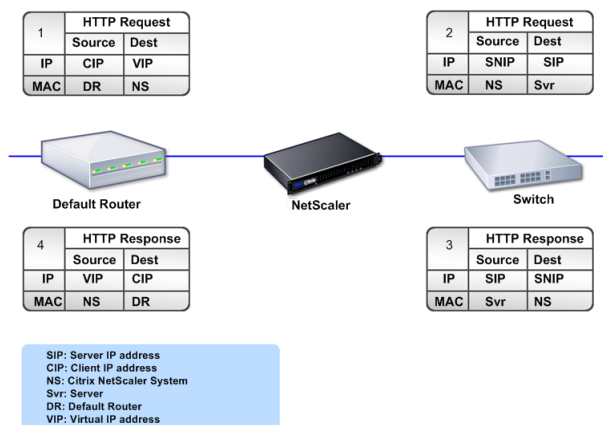 1 HTTP Request
Source Dest
IP CIP VIP
MAC DR NS
2 HTTP Request
Source Dest
IP SNIP SIP
MAC NS Svr
Default Router
NetScaler
Switch
4 HTTP Response
Source Dest
IP VIP CIP
MAC NS DR
3 HTTP Response
Source Dest
IP SIP SNIP
MAC Svr NS
SIP: Server IP address
CIP: Client IP address
NS: Citrix NetScaler System
Svr: Server
DR: Default Router
VIP: Virtual IP address